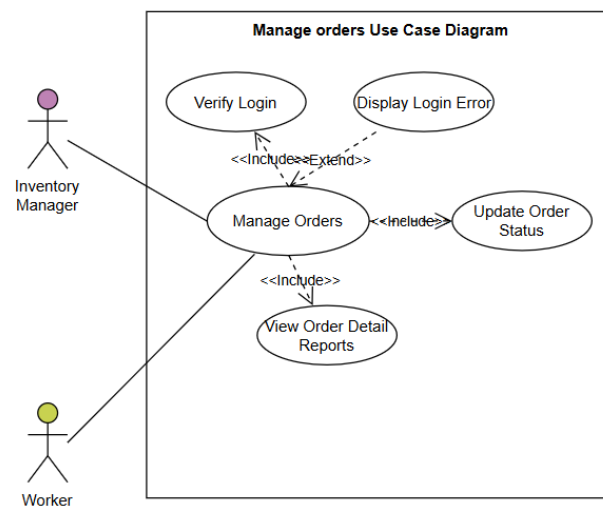 Manage orders Use Case Diagram
Verify Login
Display Login Error
<<Include>>
<<Extend>>
Inventory
Manager
Manage Orders
<<Include>>
Update Order
Status
<<Include>>
View Order Detail
Reports
Worker